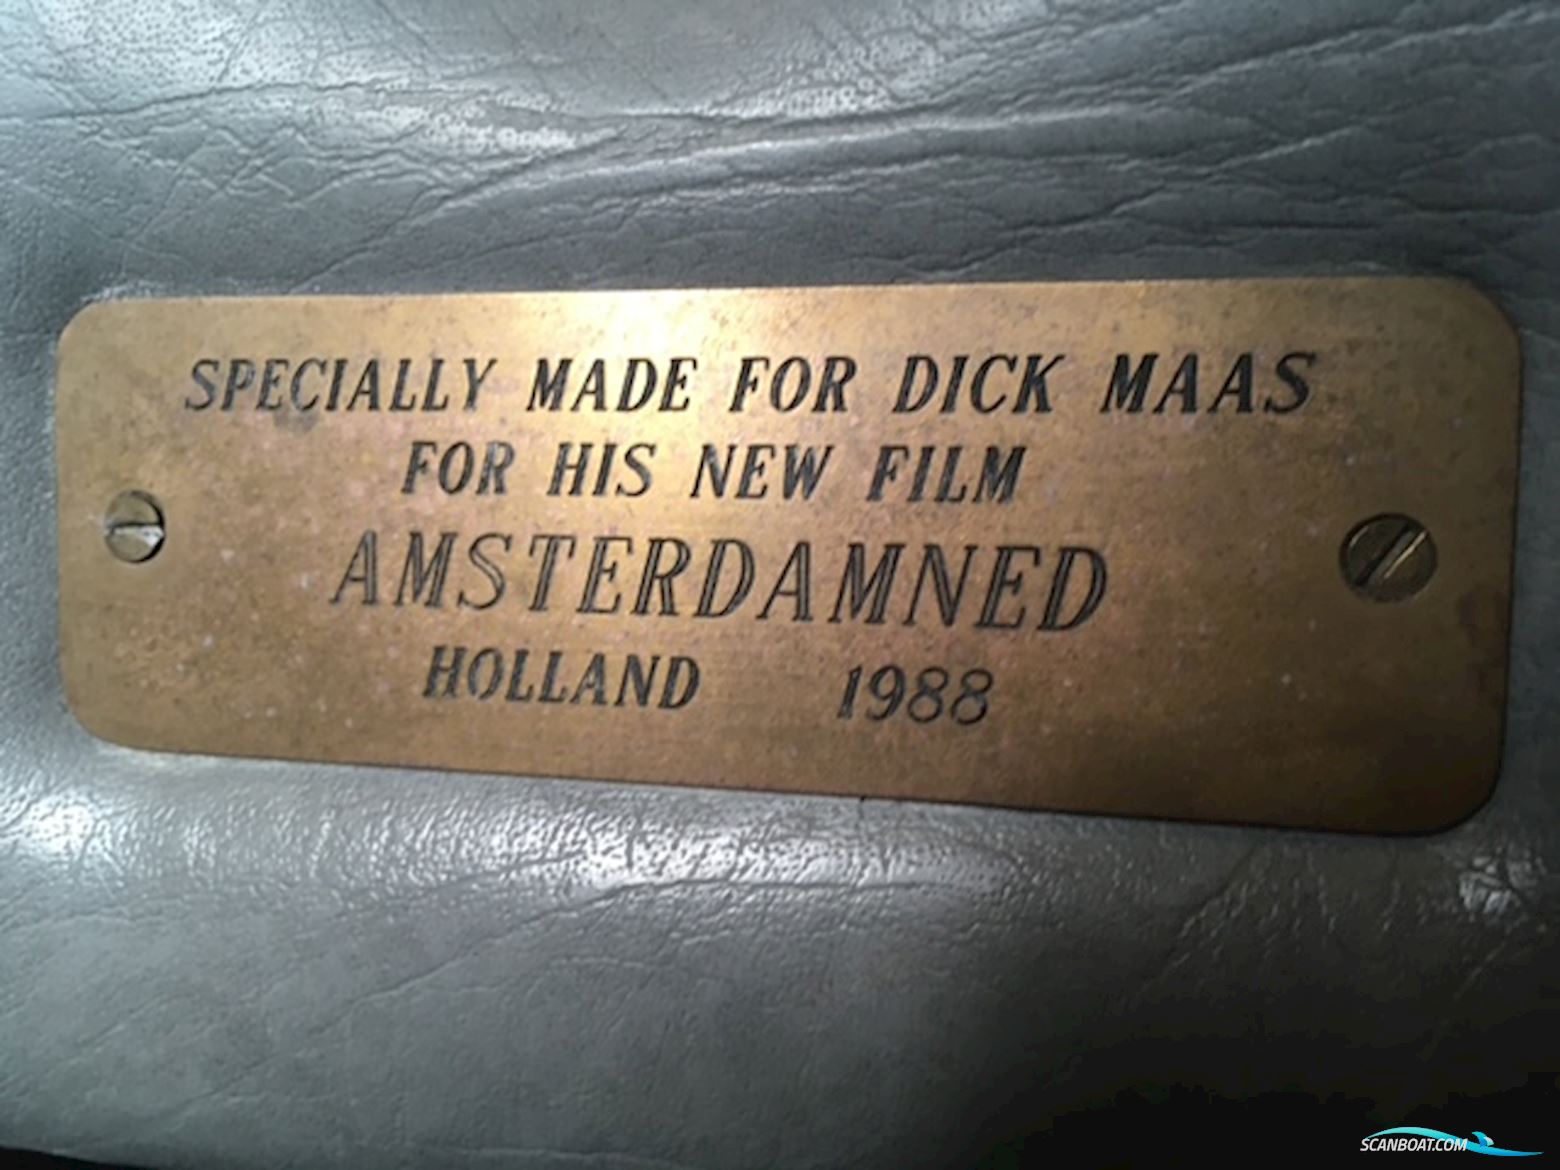 SPECIALLY MADE FOR DICK MAAS
FOR HIS NEW FILM
AMSTERDAMNED
HOLLAND 1988
SCANBOAT.COM